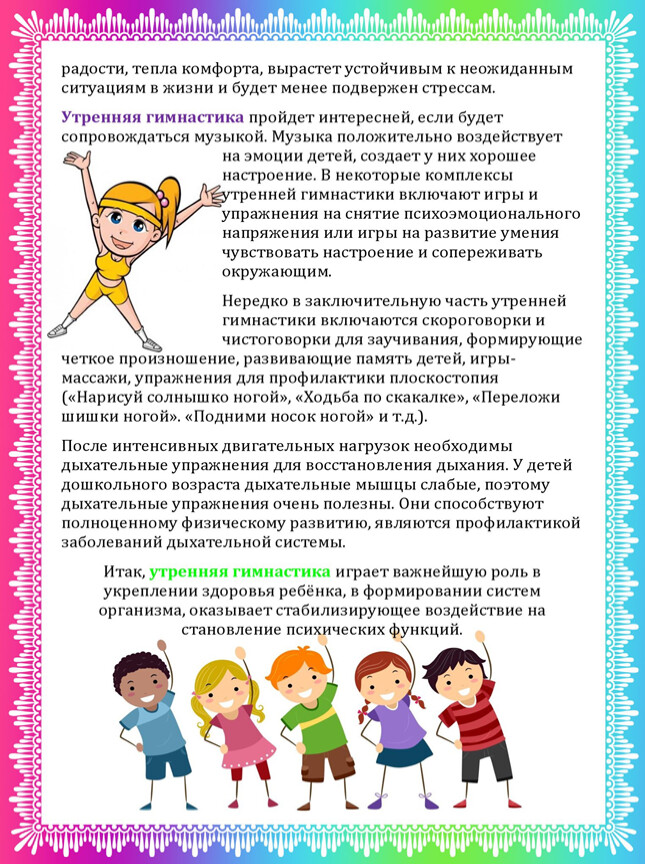 радости, тепла комфорта, вырастет устойчивым к неожиданным
ситуациям в жизни и будет менее подвержен стрессам.
Утренняя гимнастика пройдет интересней, если будет
сопровождаться музыкой. Музыка положительно воздействует
на эмоции детей, создает у них хорошее
настроение. В некоторые комплексы
утренней гимнастики включают игры и
упражнения на снятие психоэмоционального
напряжения или игры на развитие умения
чувствовать настроение и сопереживать
окружающим.
Нередко в заключительную часть утренней
гимнастики включаются скороговорки и
чистоговорки для заучивания, формирующие
четкое произношение, развивающие память детей, игры-
массажи, упражнения для профилактики плоскостопия
(«Нарисуй солнышко ногой», «Ходьба по скакалке», «Переложи
шишки ногой». «Подними носок ногой» и т.д.).
После интенсивных двигательных нагрузок необходимы
дыхательные упражнения для восстановления дыхания. У детей
дошкольного возраста дыхательные мышцы слабые, поэтому
дыхательные упражнения очень полезны. Они способствуют
полноценному физическому развитию, являются профилактикой
заболеваний дыхательной системы.
Итак, утренняя гимнастика играет важнейшую роль в
укреплении здоровья ребёнка, в формировании систем
организма, оказывает стабилизирующее воздействие на
становление психических функций.